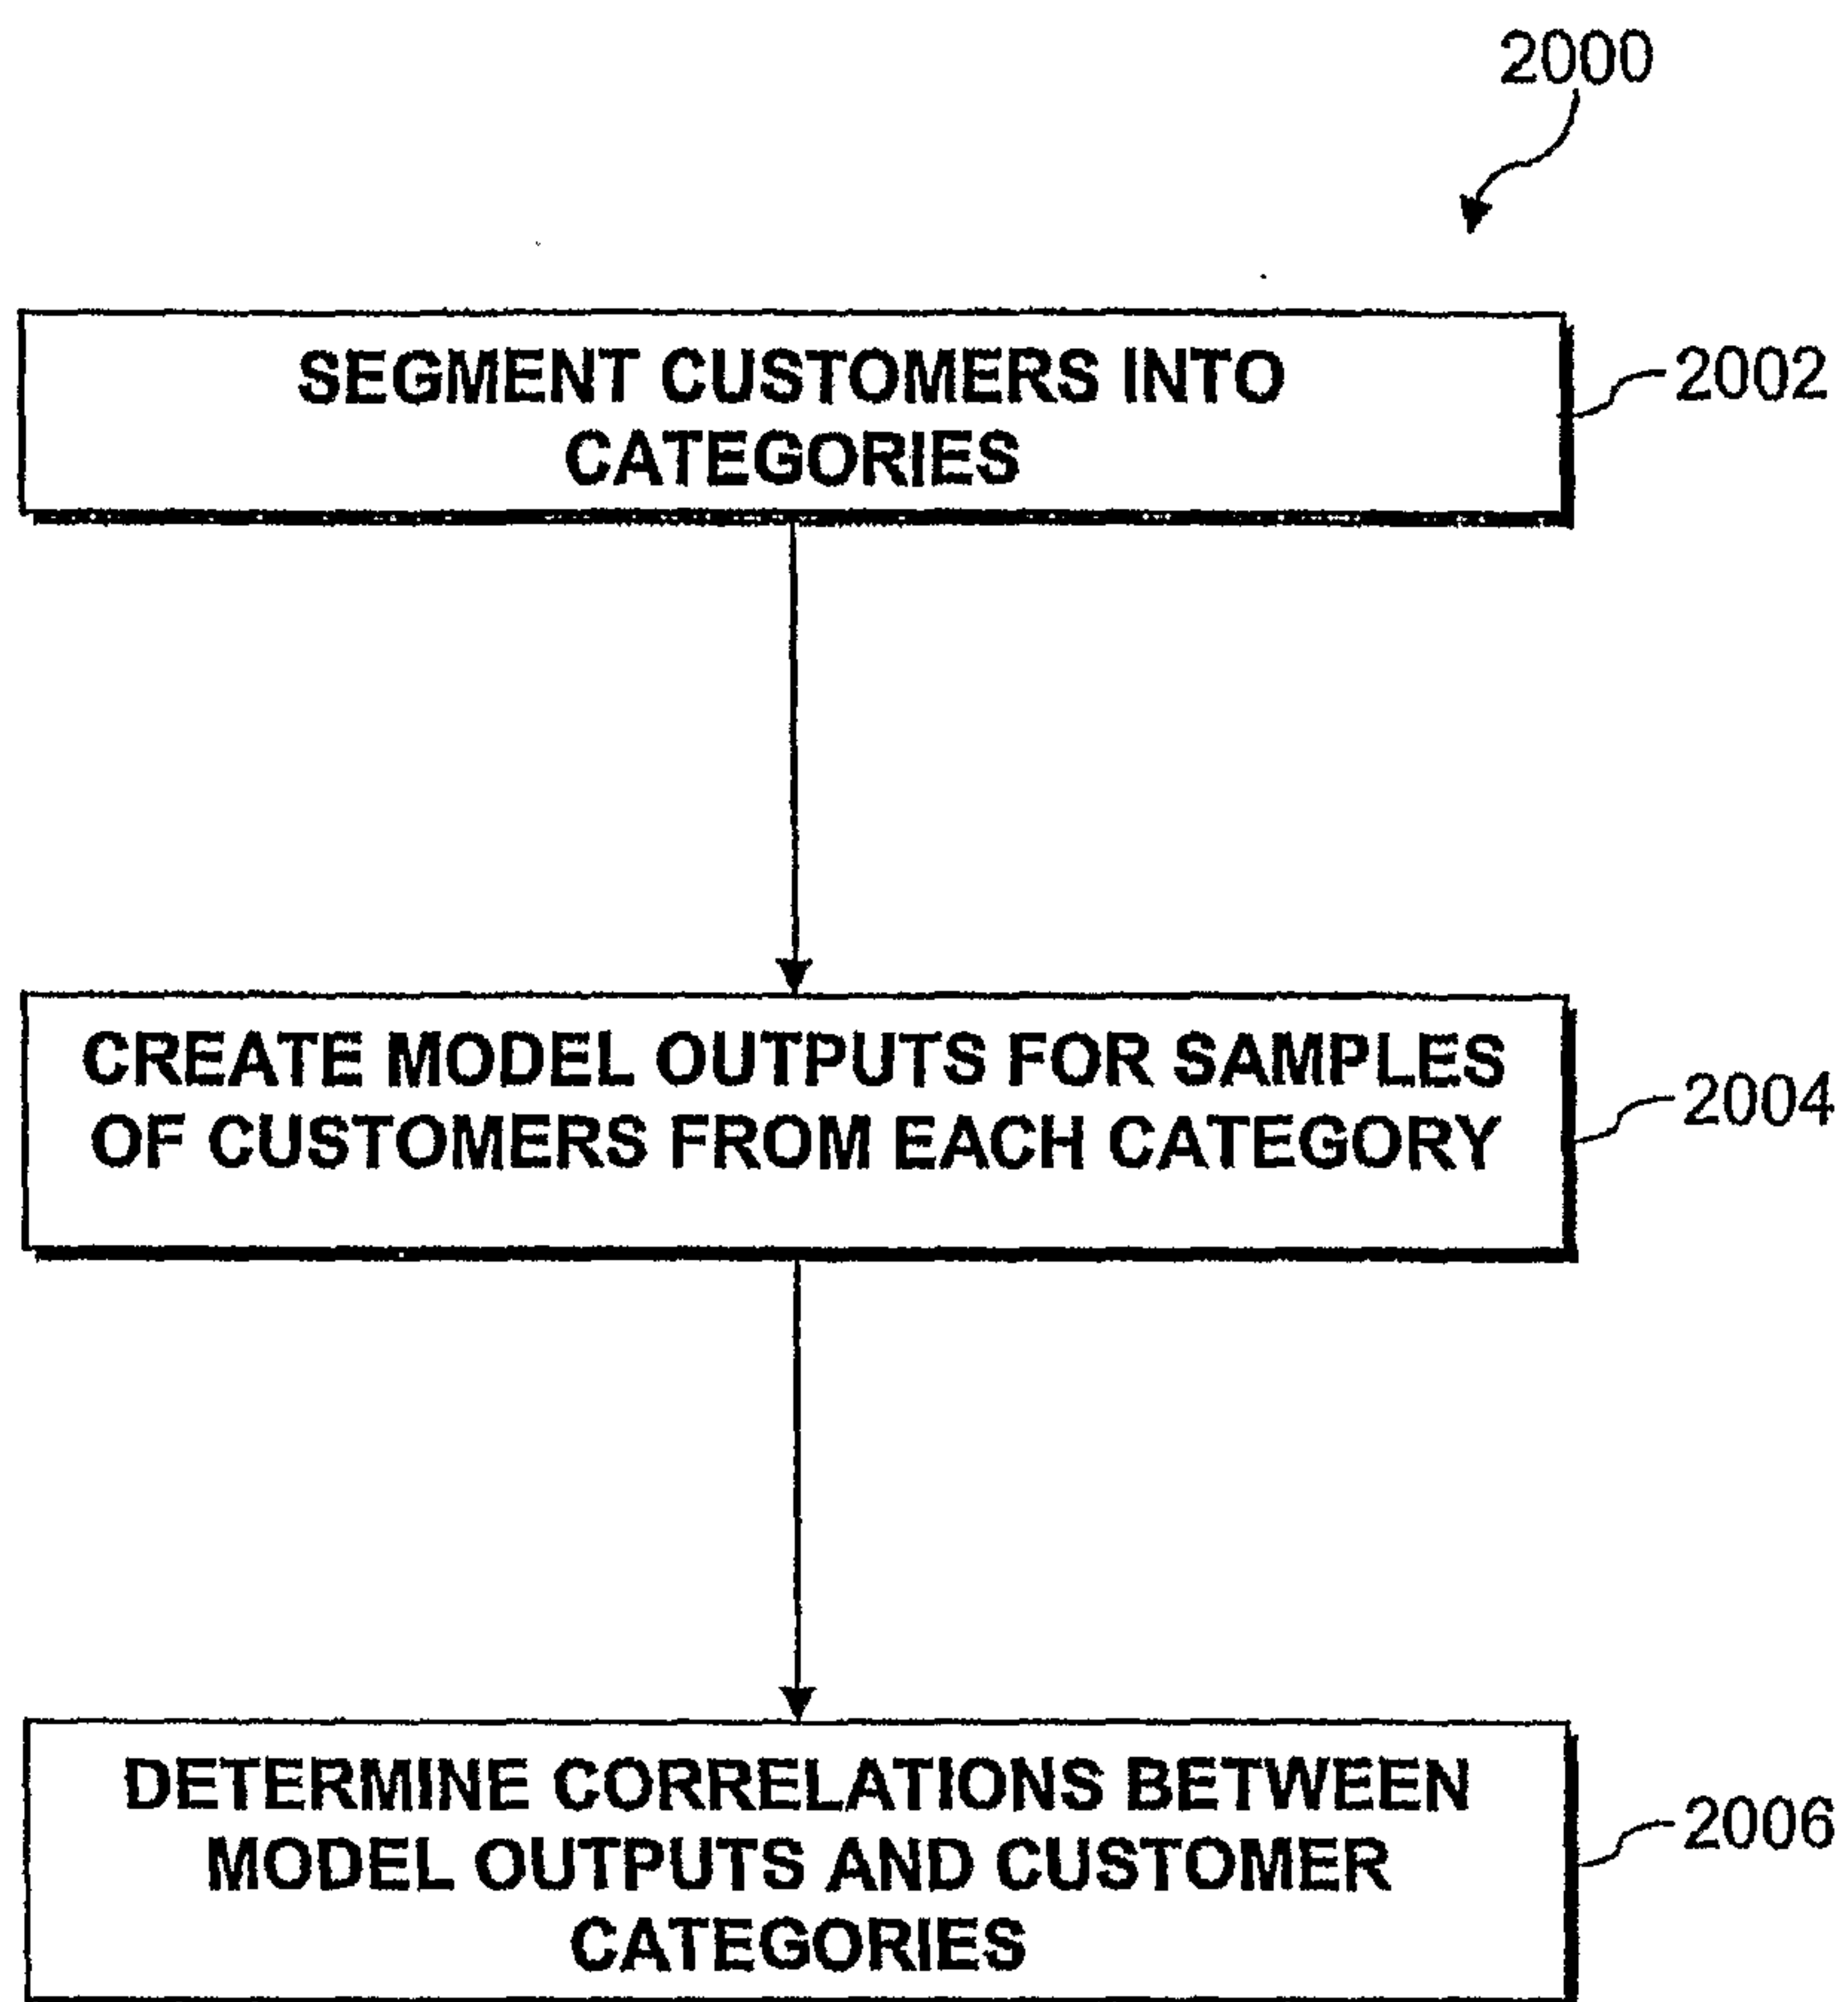 2000
SEGMENT CUSTOMERS INTO
CATEGORIES
2002
CREATE MODEL OUTPUTS FOR SAMPLES
OF CUSTOMERS FROM EACH CATEGORY
2004
DETERMINE CORRELATIONS BETWEEN
MODEL OUTPUTS AND CUSTOMER
CATEGORIES
2006